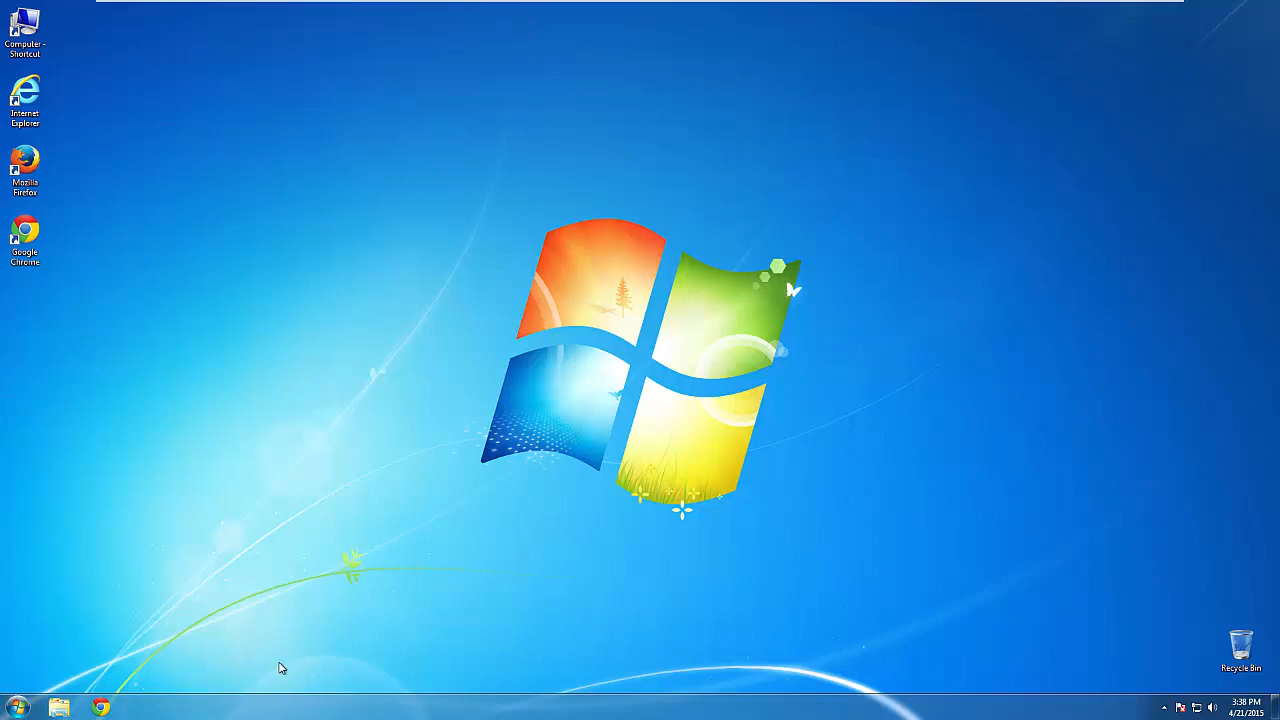 Computer -
Shortcut
Internet
Explorer
Mozilla
Firefox
Google
Chrome
Recycle Bin
3:38 PM
4/21/2015